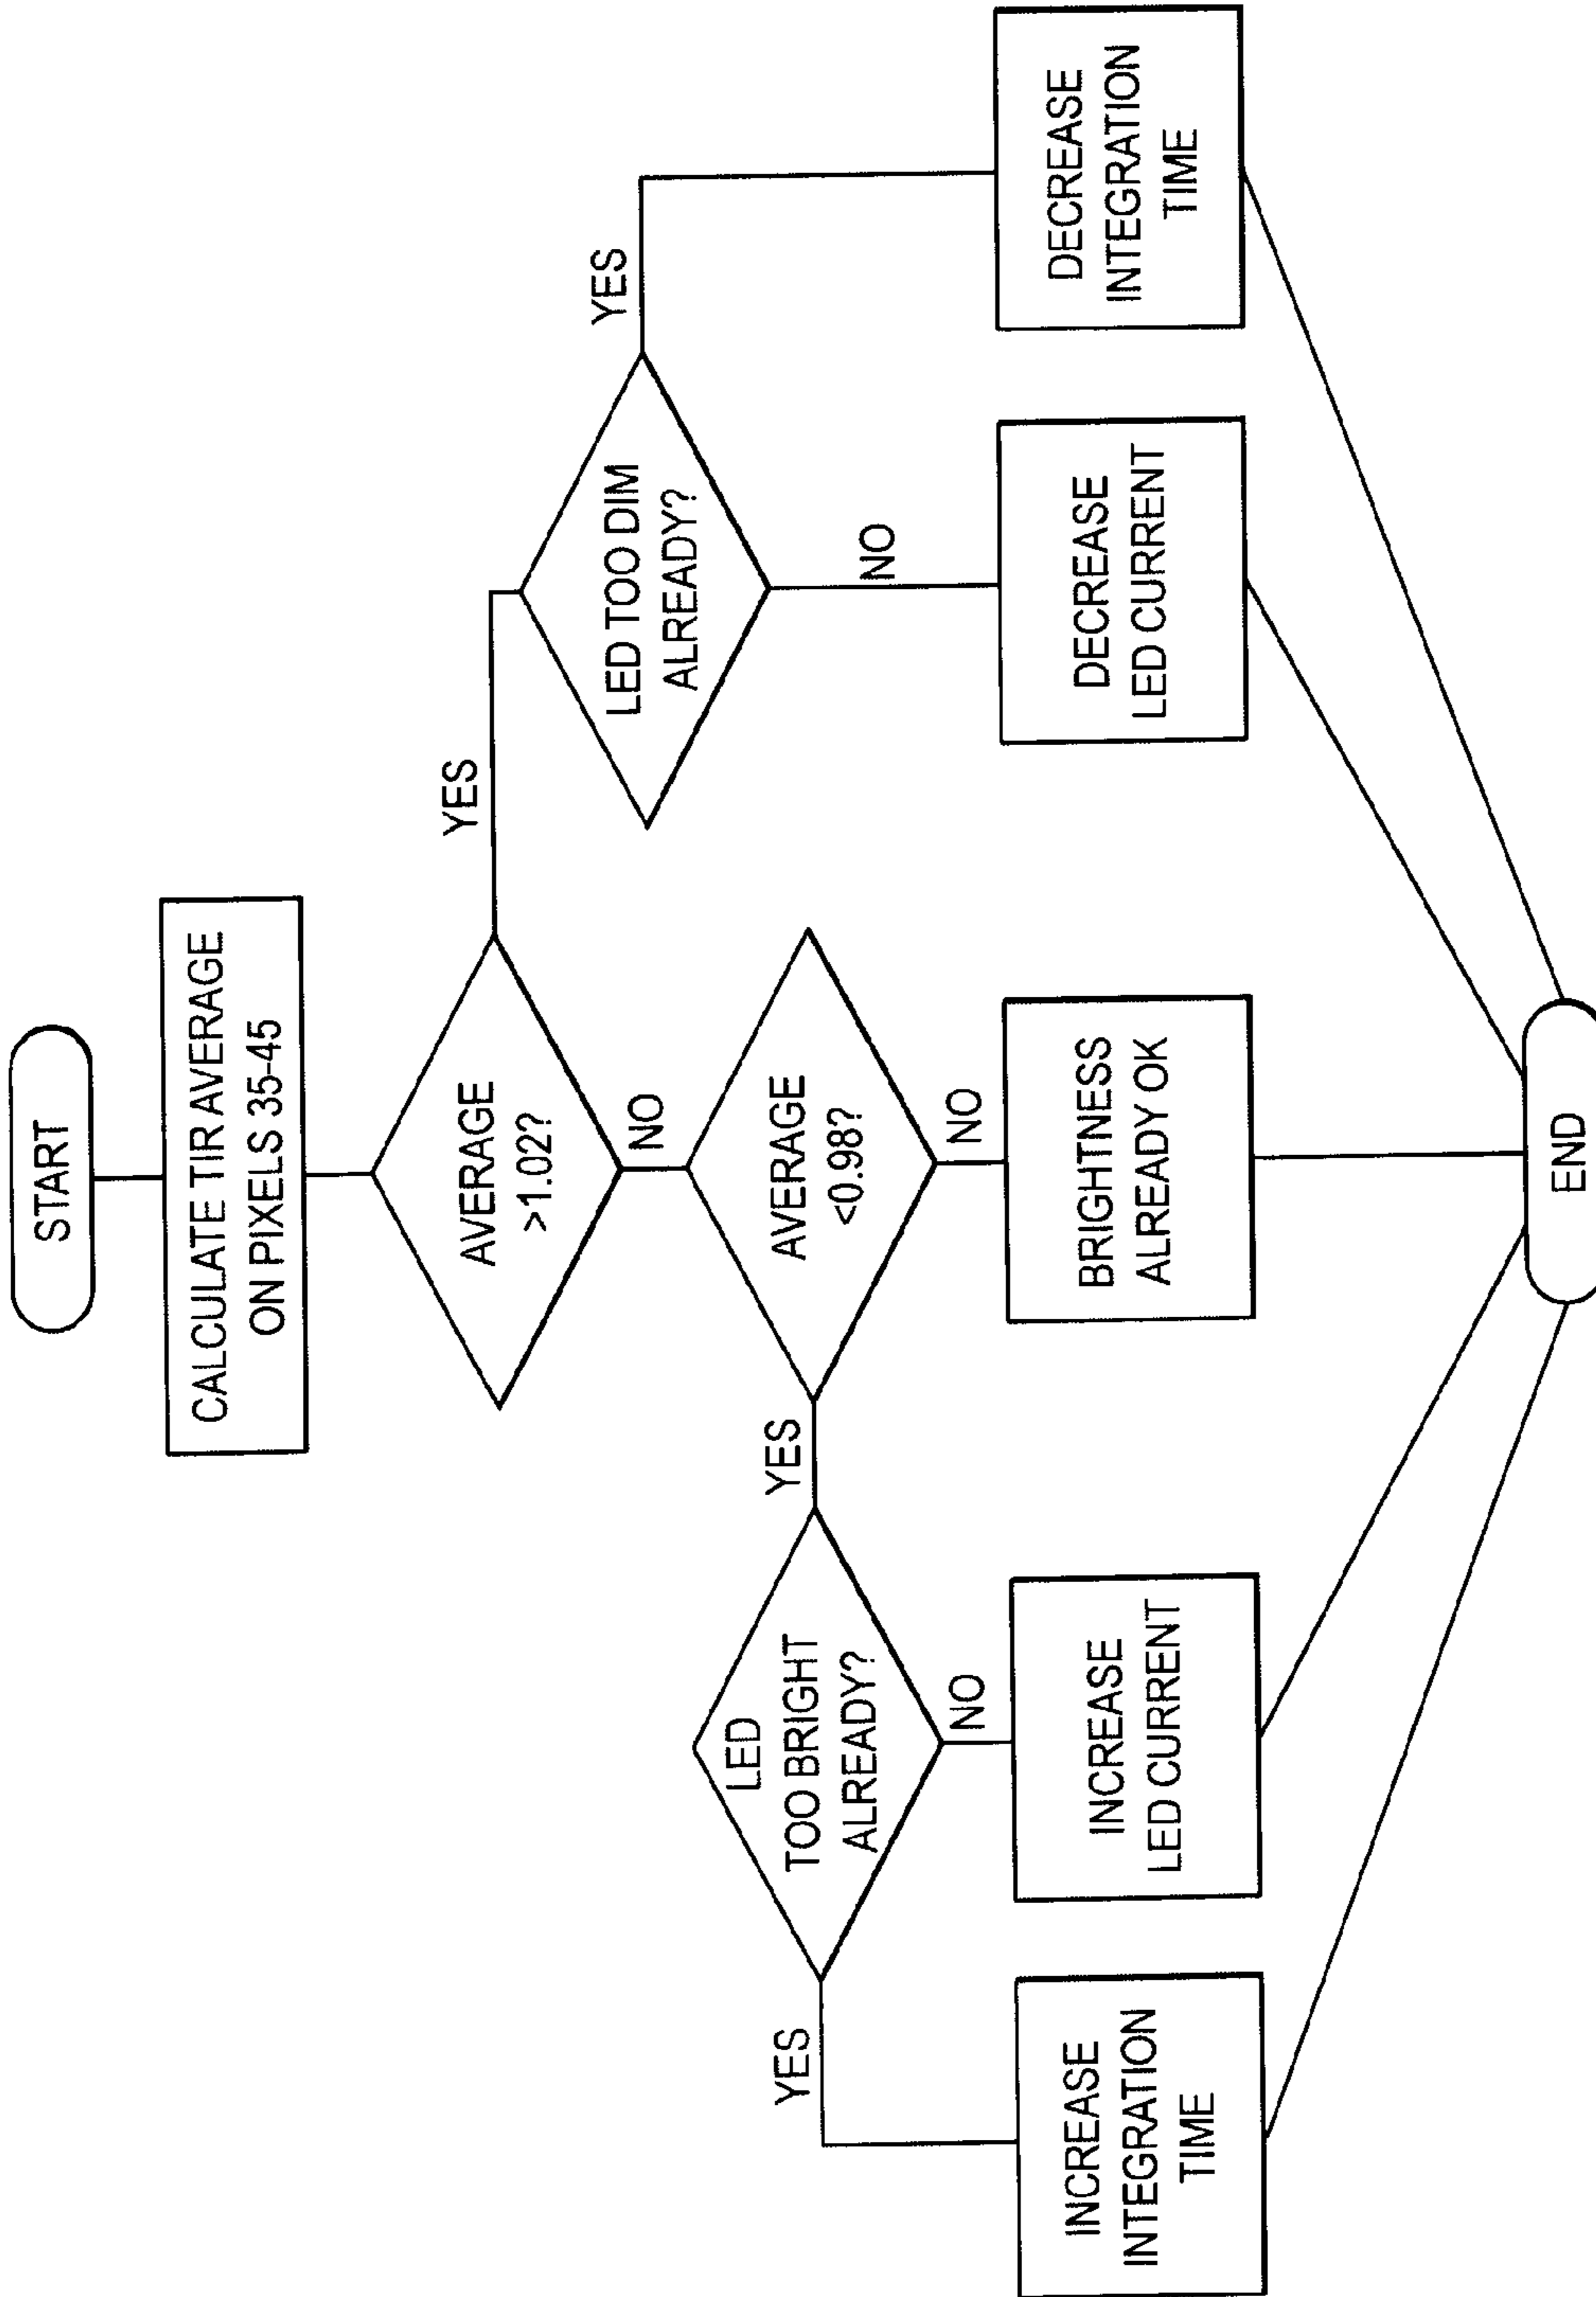 START
CALCULATE TIR AVERAGE
ON PIXELS 35-45
AVERAGE
>1.02?
YES
NO
LED TOO DIM
ALREADY?
YES
NO
AVERAGE
<0.98?
YES
NO
LED
TOO BRIGHT
ALREADY?
YES
NO
INCREASE
INTEGRATION
TIME
INCREASE
LED CURRENT
BRIGHTNESS
ALREADY OK
DECREASE
LED CURRENT
DECREASE
INTEGRATION
TIME
END